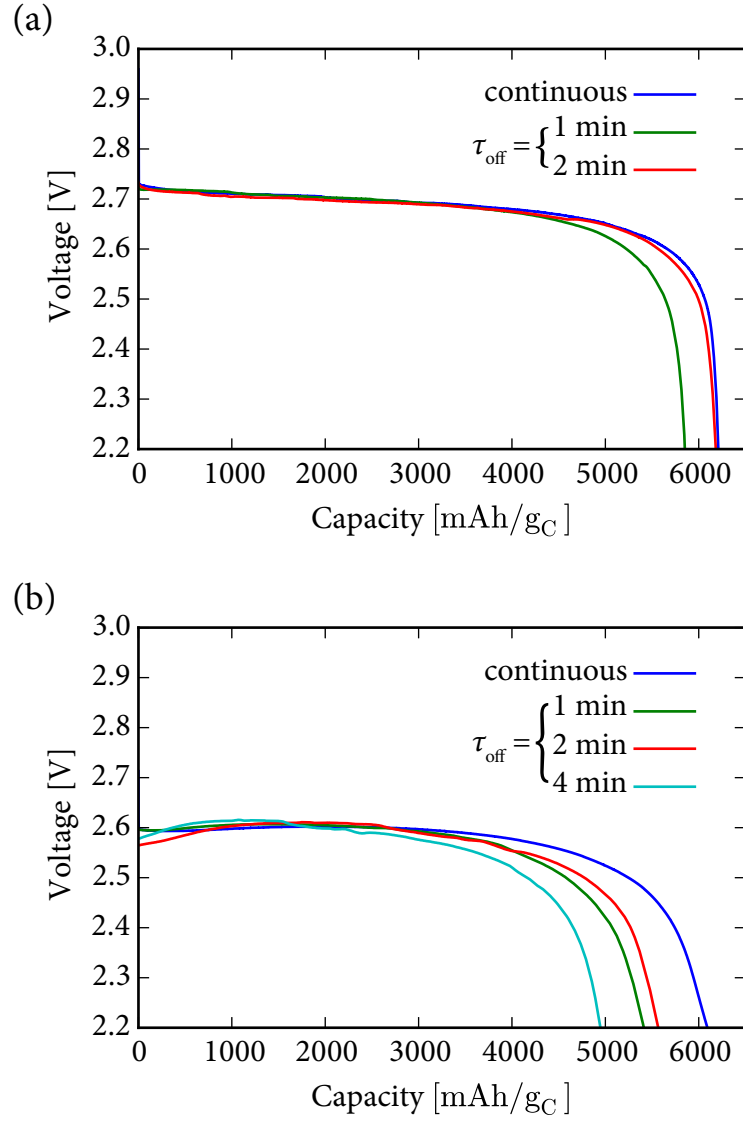 (a)
3.0
2.9
2.8
2.7
2.6
2.5
2.4
2.3
2.2
Voltage [V]
continuous
τoff = { 1 min
2 min
0 1000 2000 3000 4000 5000 6000
Capacity [mAh/gC]
(b)
3.0
2.9
2.8
2.7
2.6
2.5
2.4
2.3
2.2
Voltage [V]
continuous
1 min
τoff = { 2 min
4 min
0 1000 2000 3000 4000 5000 6000
Capacity [mAh/gC]